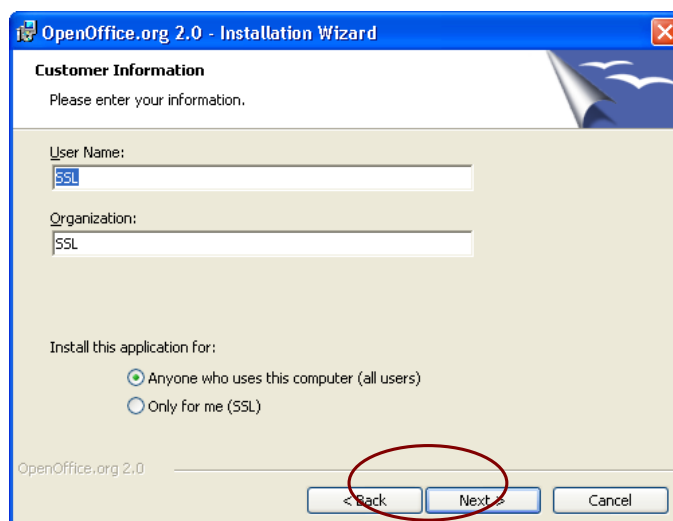 OpenOffice.org 2.0 - Installation Wizard
Customer Information
Please enter your information.
User Name:
SSL
Organization:
SSL
Install this application for:
Anyone who uses this computer (all users)
Only for me (SSL)
OpenOffice.org 2.0
< Back Next > Cancel